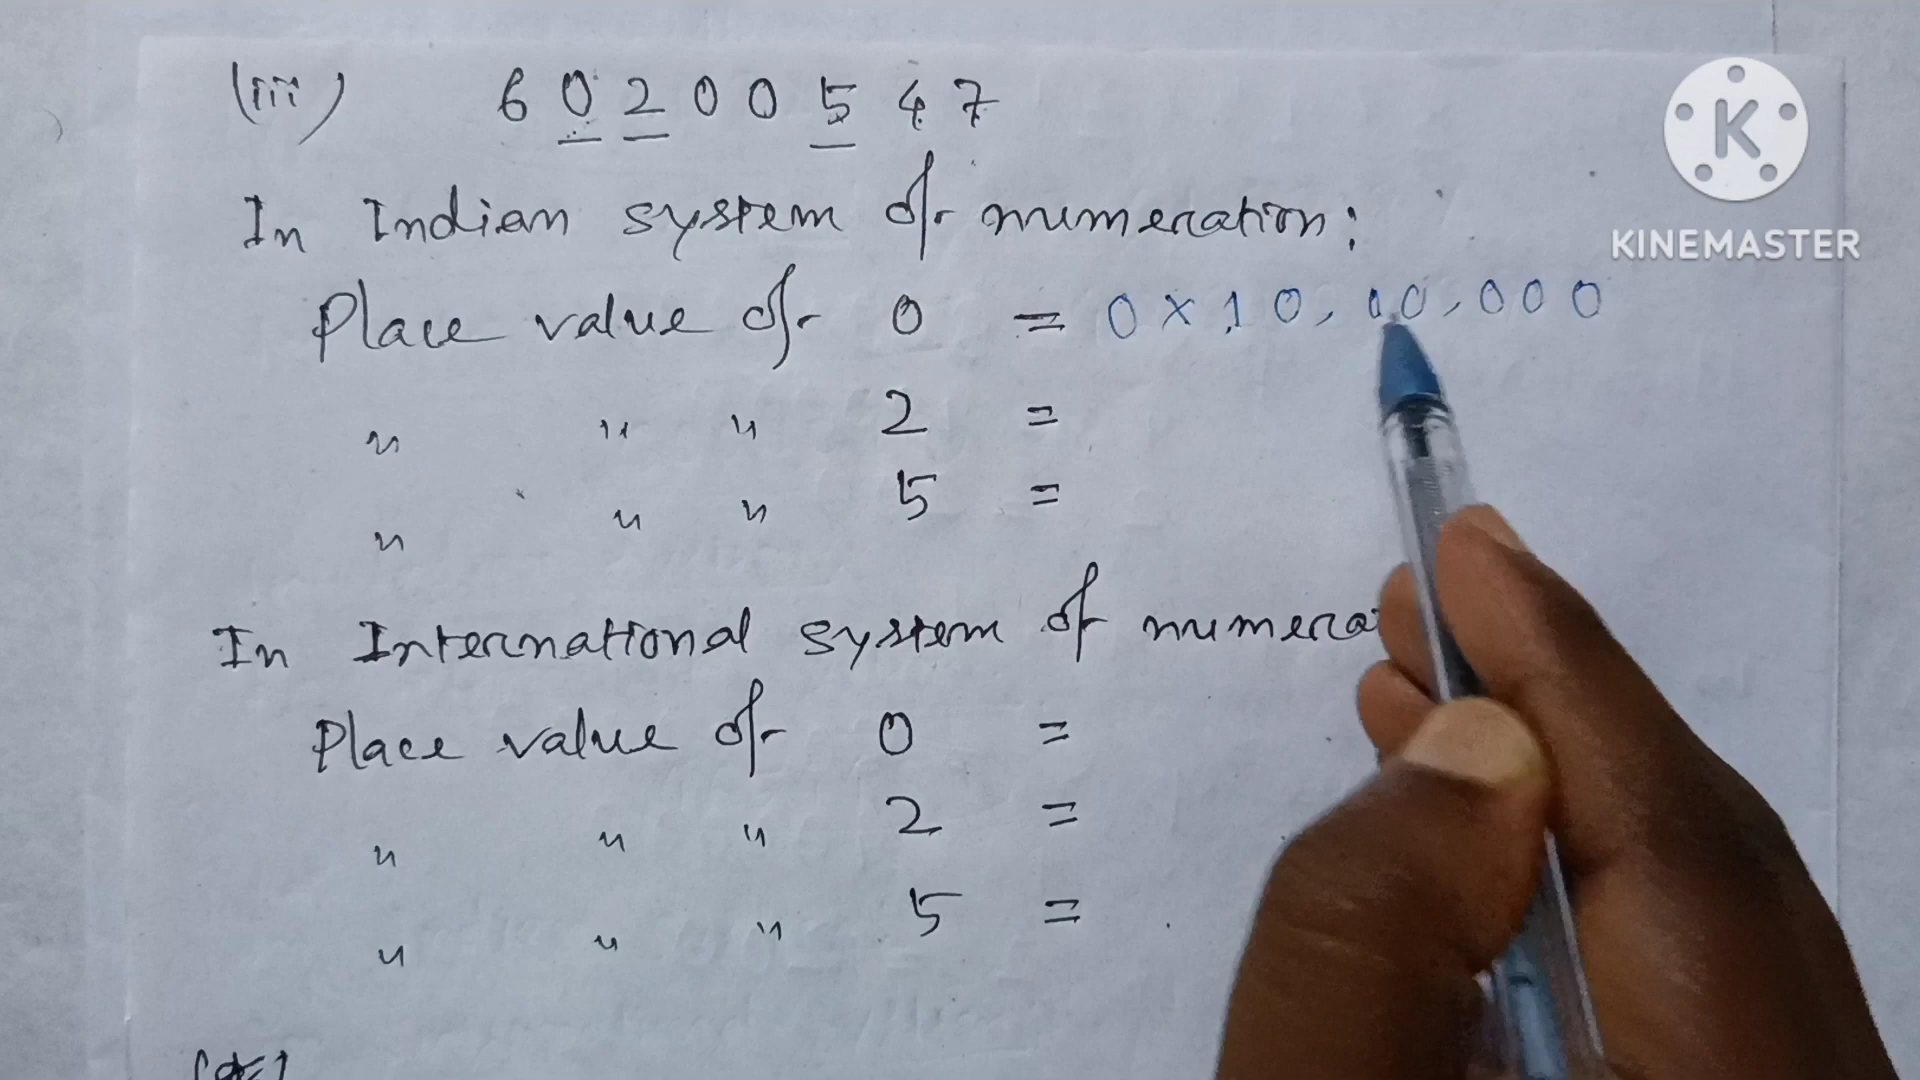 (iii) 6 0 2 0 0 5 4 7
In Indian system of numeration:
Place value of 0 = 0 × 10,00,000
" " " 2 =
" " " 5 =
In International system of numera
Place value of 0 =
" " " 2 =
" " " 5 =
K
KINEMASTER